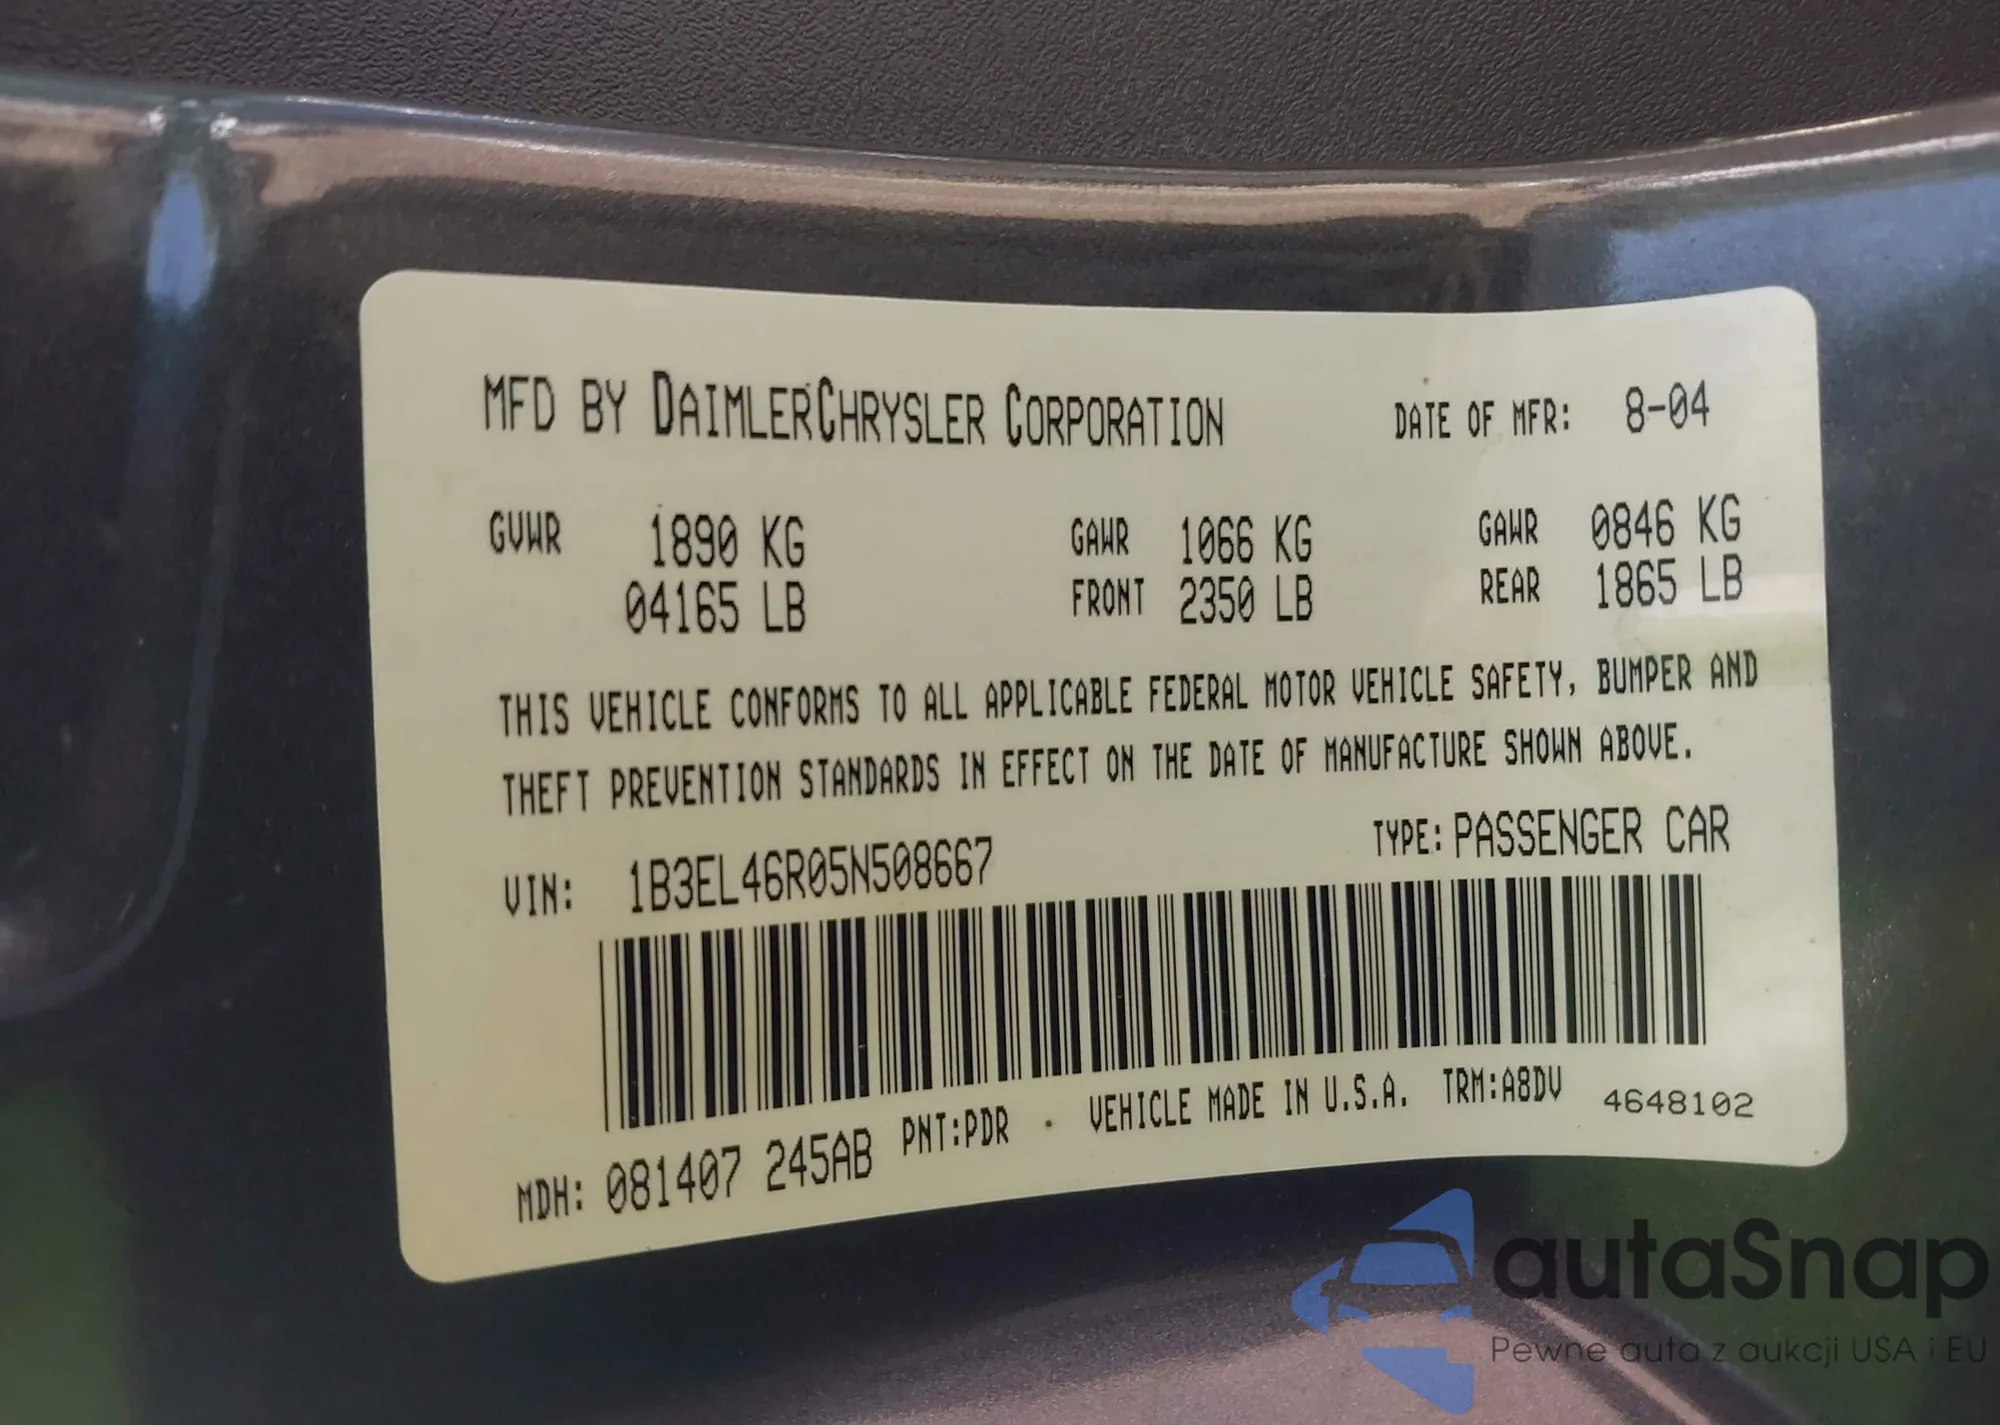 MFD BY DAIMLERCHRYSLER CORPORATION DATE OF MFR: 8-04
GVWR 1890 KG GAWR 1066 KG GAWR 0846 KG
04165 LB FRONT 2350 LB REAR 1865 LB
THIS VEHICLE CONFORMS TO ALL APPLICABLE FEDERAL MOTOR VEHICLE SAFETY, BUMPER AND
THEFT PREVENTION STANDARDS IN EFFECT ON THE DATE OF MANUFACTURE SHOWN ABOVE.
VIN: 1B3EL46R05N508667 TYPE: PASSENGER CAR
MDH: 081407 245AB PNT:PDR · VEHICLE MADE IN U.S.A. TRM:A8DV 4648102
autaSnap
Pewne auta z aukcji USA i EU